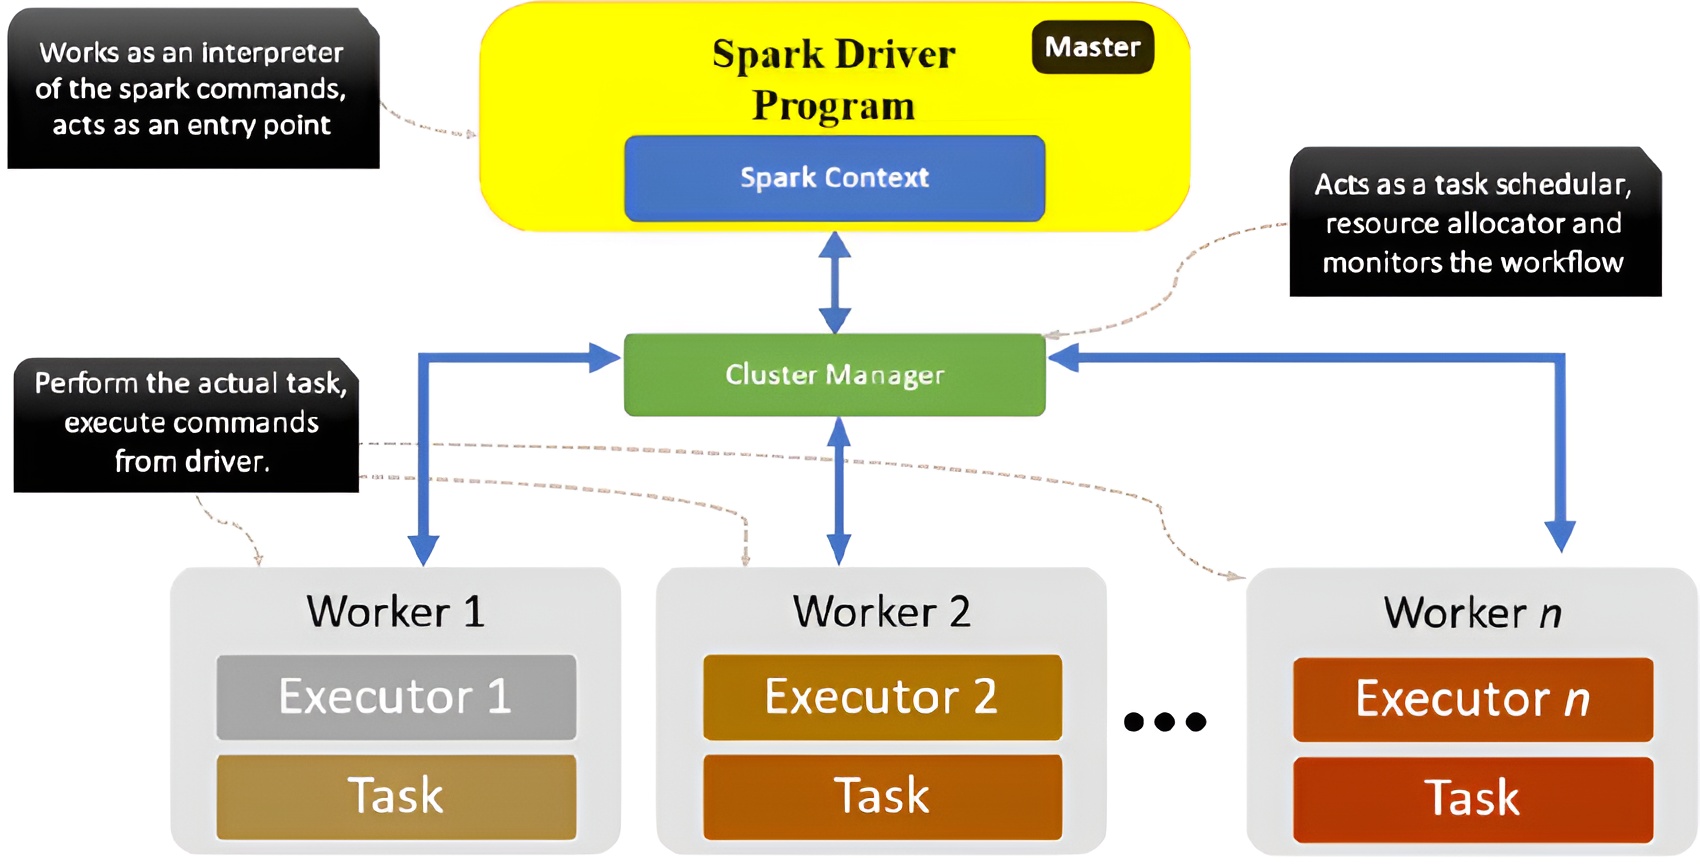 Works as an interpreter
of the spark commands,
acts as an entry point
Spark Driver
Program
Master
Spark Context
Acts as a task schedular,
resource allocator and
monitors the workflow
Cluster Manager
Perform the actual task,
execute commands
from driver.
Worker 1
Executor 1
Task
Worker 2
Executor 2
Task
Worker n
Executor n
Task